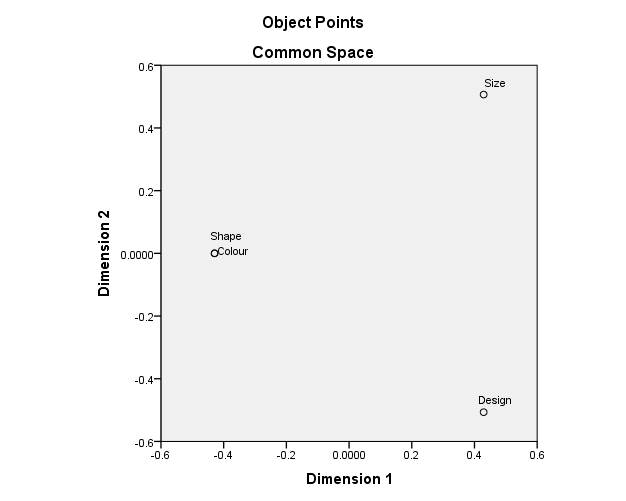 Object Points
Common Space
0.6
Size
0.4
0.2
Shape
0.0000
Colour
-0.2
-0.4
Design
-0.6
Dimension 2
-0.6 -0.4 -0.2 0.0000 0.2 0.4 0.6
Dimension 1